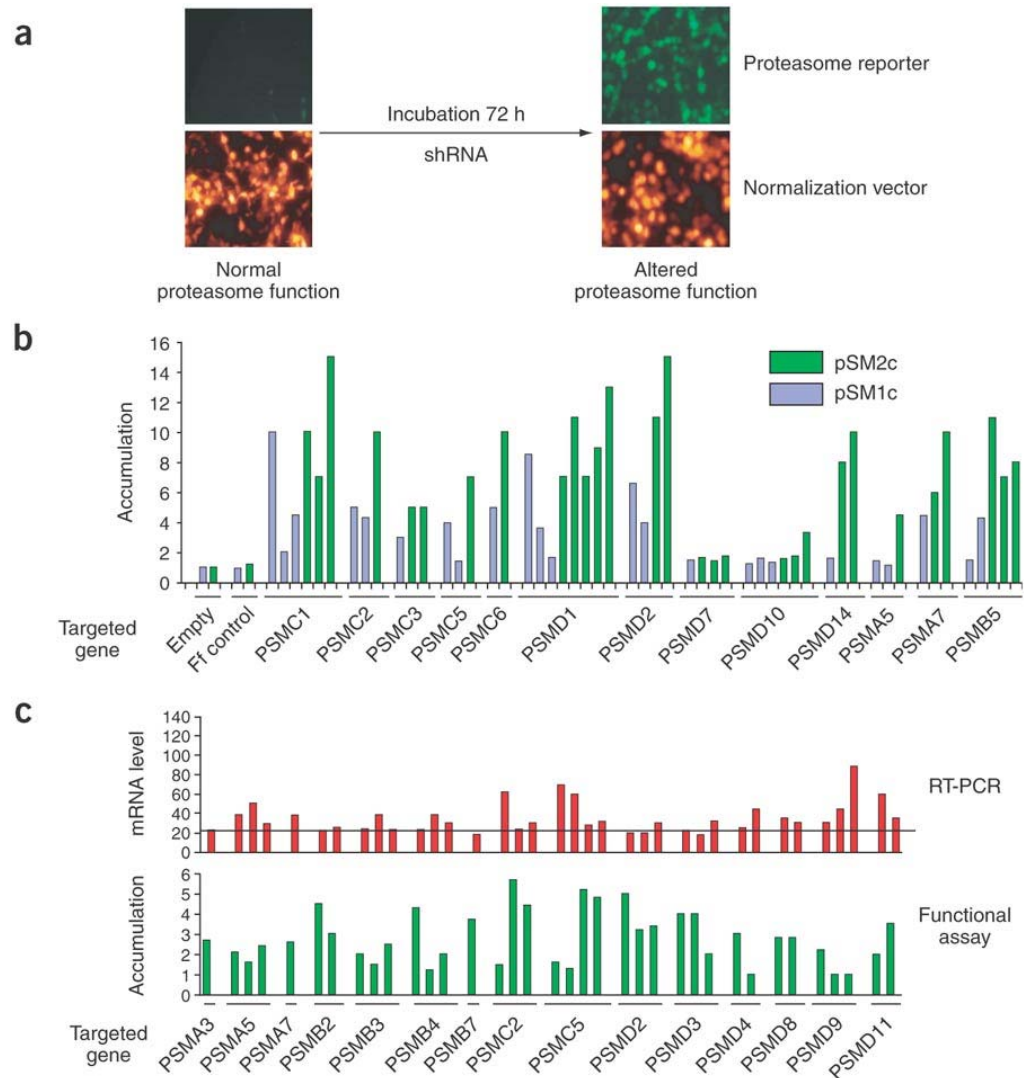 a
Proteasome reporter
Incubation 72 h
shRNA
Normalization vector
Normal
proteasome function
Altered
proteasome function
b
16
14
12
10
8
6
4
2
0
Accumulation
pSM2c
pSM1c
Targeted
gene
Empty
Ff control
PSMC1
PSMC2
PSMC3
PSMC5
PSMC6
PSMD1
PSMD2
PSMD7
PSMD10
PSMD14
PSMA5
PSMA7
PSMB5
c
140
120
100
80
60
40
20
0
mRNA level
RT-PCR
6
5
4
3
2
1
0
Accumulation
Functional
assay
Targeted
gene
PSMA3
PSMA5
PSMA7
PSMB2
PSMB3
PSMB4
PSMB7
PSMC2
PSMC5
PSMD2
PSMD3
PSMD4
PSMD8
PSMD9
PSMD11